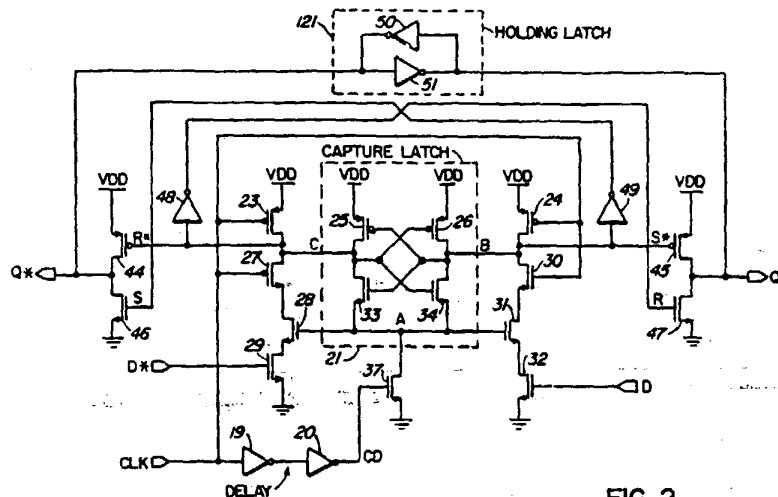 50
121
HOLDING LATCH
51
CAPTURE LATCH
VDD
VDD
VDD
VDD
VDD
VDD
48
23
25
26
24
49
R*
C
B
S*
44
45
Q*
Q
27
30
S
R
46
33
34
47
28
A
31
29
21
37
32
D*
D
19
20
CLK
CD
DELAY
FIG. 2